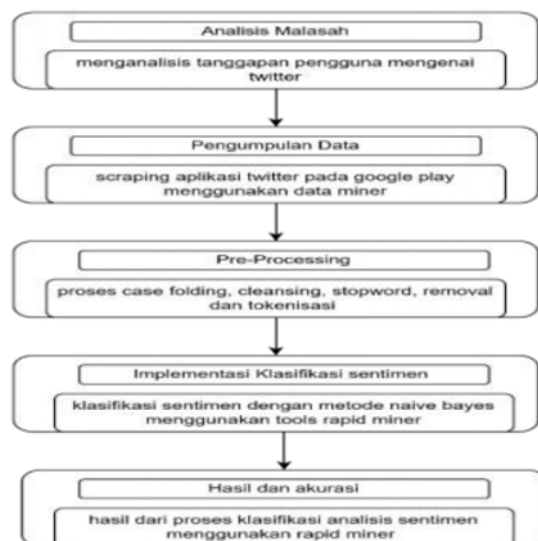 Analisis Malasah
menganalisis tanggapan pengguna mengenai
twitter
Pengumpulan Data
scraping aplikasi twitter pada google play
menggunakan data miner
Pre-Processing
proses case folding, cleansing, stopword, removal
dan tokenisasi
Implementasi Klasifikasi sentimen
klasifikasi sentimen dengan metode naive bayes
menggunakan tools rapid miner
Hasil dan akurasi
hasil dari proses klasifikasi analisis sentimen
menggunakan rapid miner